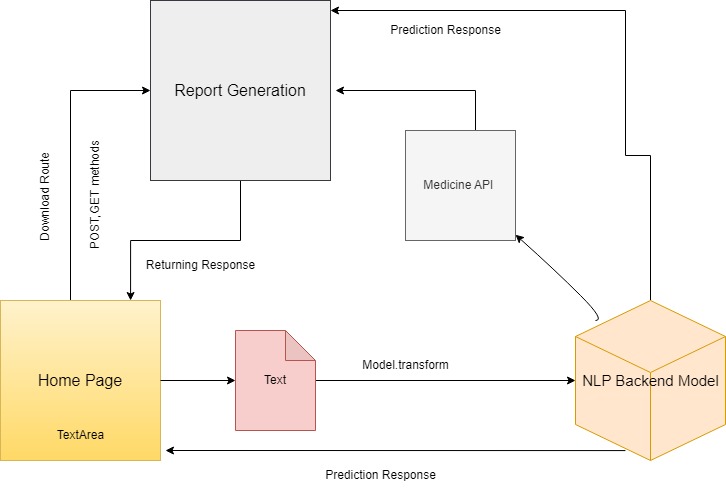 Prediction Response
Report Generation
Download Route
POST,GET methods
Medicine API
Returning Response
Home Page
TextArea
Text
Model.transform
NLP Backend Model
Prediction Response